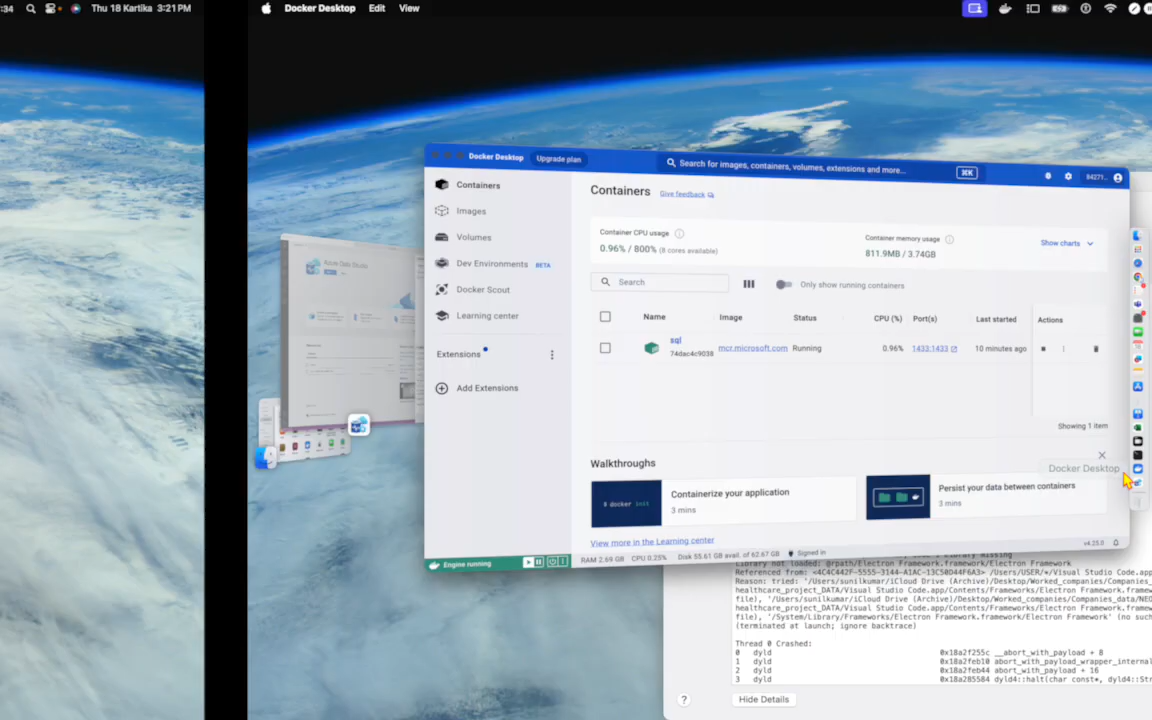 :34 Thu 18 Kartika 3:21 PM
Docker Desktop Edit View
Docker Desktop Upgrade plan Search for images, containers, volumes, extensions and more... ⌘K 84271...
Containers
Images
Volumes
Dev Environments BETA
Docker Scout
Learning center
Extensions
Add Extensions
Containers Give feedback
Container CPU usage
0.96% / 800% (8 cores available)
Container memory usage
811.9MB / 3.74GB
Show charts
Search
Only show running containers
Name Image Status CPU (%) Port(s) Last started Actions
sql
74dac4c9038
mcr.microsoft.com Running 0.96% 1433:1433 10 minutes ago
Showing 1 item
Walkthroughs
Docker Desktop
$ docker init
Containerize your application
3 mins
Persist your data between containers
3 mins
View more in the Learning center
Engine running RAM 2.69 GB CPU 0.25% Disk 55.61 GB avail. of 62.67 GB Signed in v4.25.0
Azure Data Studio
Referenced from: <4C4C442F-5555-3144-A1AC-13C50D44F6A3> /Users/USER/*/Visual Studio Code.app
Reason: tried: '/Users/sunilkumar/iCloud Drive (Archive)/Desktop/Worked_companies/Companies_
healthcare_project_DATA/Visual Studio Code.app/Contents/Frameworks/Electron Framework.framew
file), '/Users/sunilkumar/iCloud Drive (Archive)/Desktop/Worked_companies/Companies_data/NEO
healthcare_project_DATA/Visual Studio Code.app/Contents/Frameworks/Electron Framework.framew
file), '/System/Library/Frameworks/Electron Framework.framework/Electron Framework' (no such
(terminated at launch; ignore backtrace)
Thread 0 Crashed:
0 dyld 0x18a2f255c __abort_with_payload + 8
1 dyld 0x18a2feb10 abort_with_payload_wrapper_internal
2 dyld 0x18a2feb44 abort_with_payload + 16
3 dyld 0x18a285584 dyld4::halt(char const*, dyld4::Str
? Hide Details